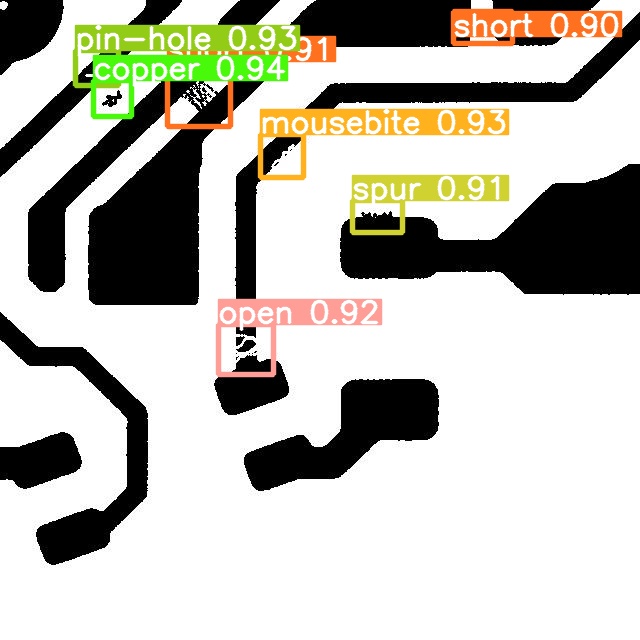 short 0.90
pin-hole 0.93
91
copper 0.94
mousebite 0.93
spur 0.91
open 0.92